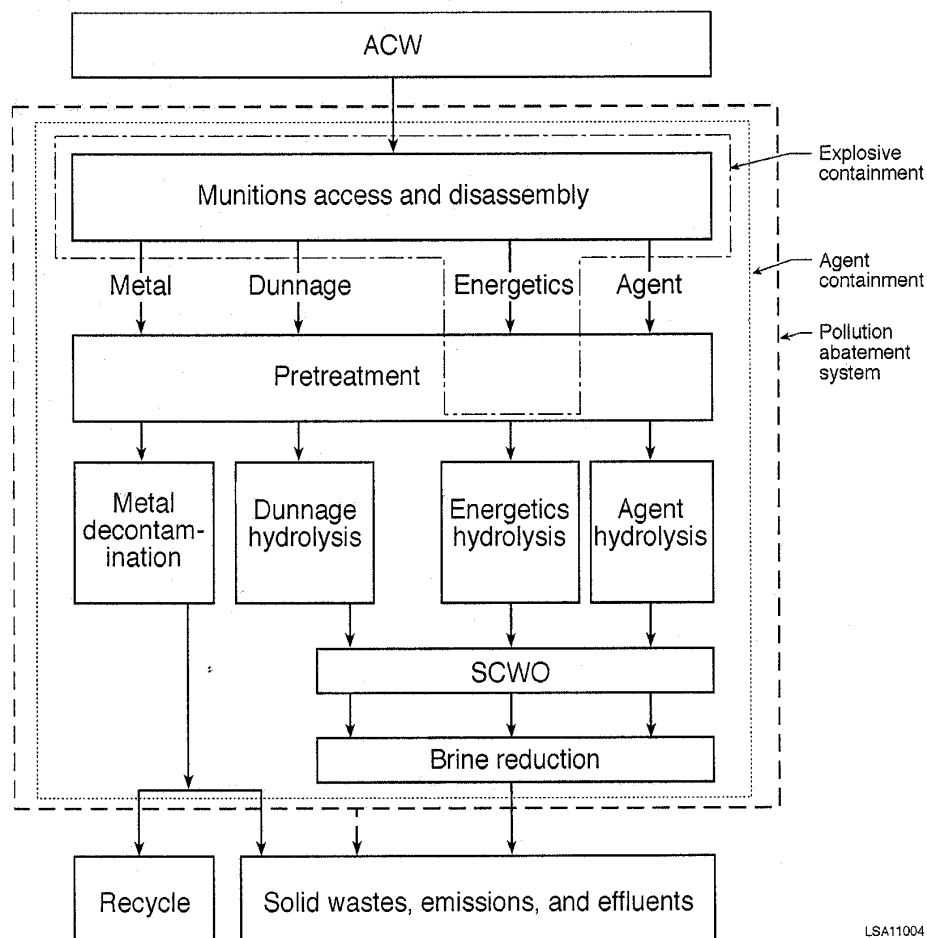 ACW
Explosive
containment
Munitions access and disassembly
Agent
containment
Metal
Dunnage
Energetics
Agent
Pollution
abatement
system
Pretreatment
Metal
decontam-
ination
Dunnage
hydrolysis
Energetics
hydrolysis
Agent
hydrolysis
SCWO
Brine reduction
Recycle
Solid wastes, emissions, and effluents
LSA11004